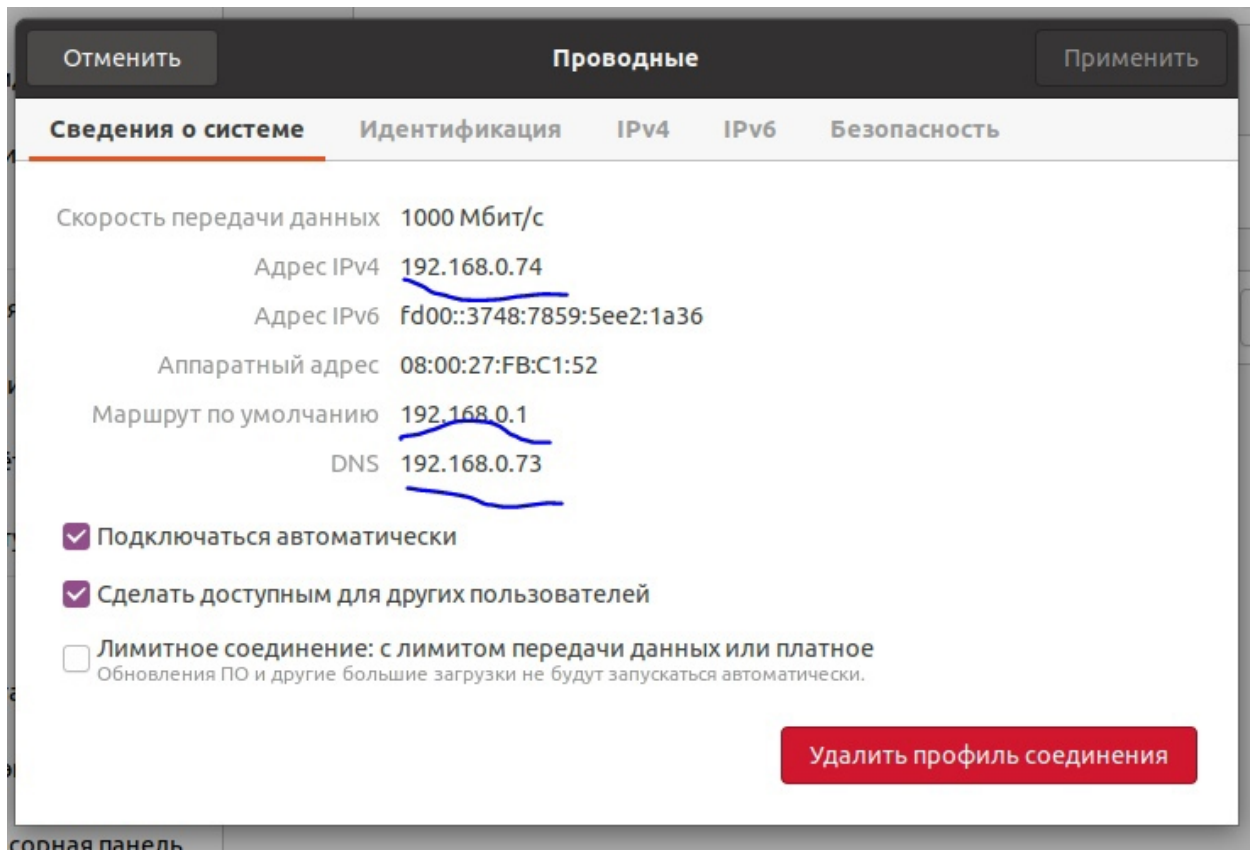 Отменить Проводные Применить
Сведения о системе Идентификация IPv4 IPv6 Безопасность
Скорость передачи данных 1000 Мбит/с
Адрес IPv4 192.168.0.74
Адрес IPv6 fd00::3748:7859:5ee2:1a36
Аппаратный адрес 08:00:27:FB:C1:52
Маршрут по умолчанию 192.168.0.1
DNS 192.168.0.73
Подключаться автоматически
Сделать доступным для других пользователей
Лимитное соединение: с лимитом передачи данных или платное
Обновления ПО и другие большие загрузки не будут запускаться автоматически.
Удалить профиль соединения
сорная панель